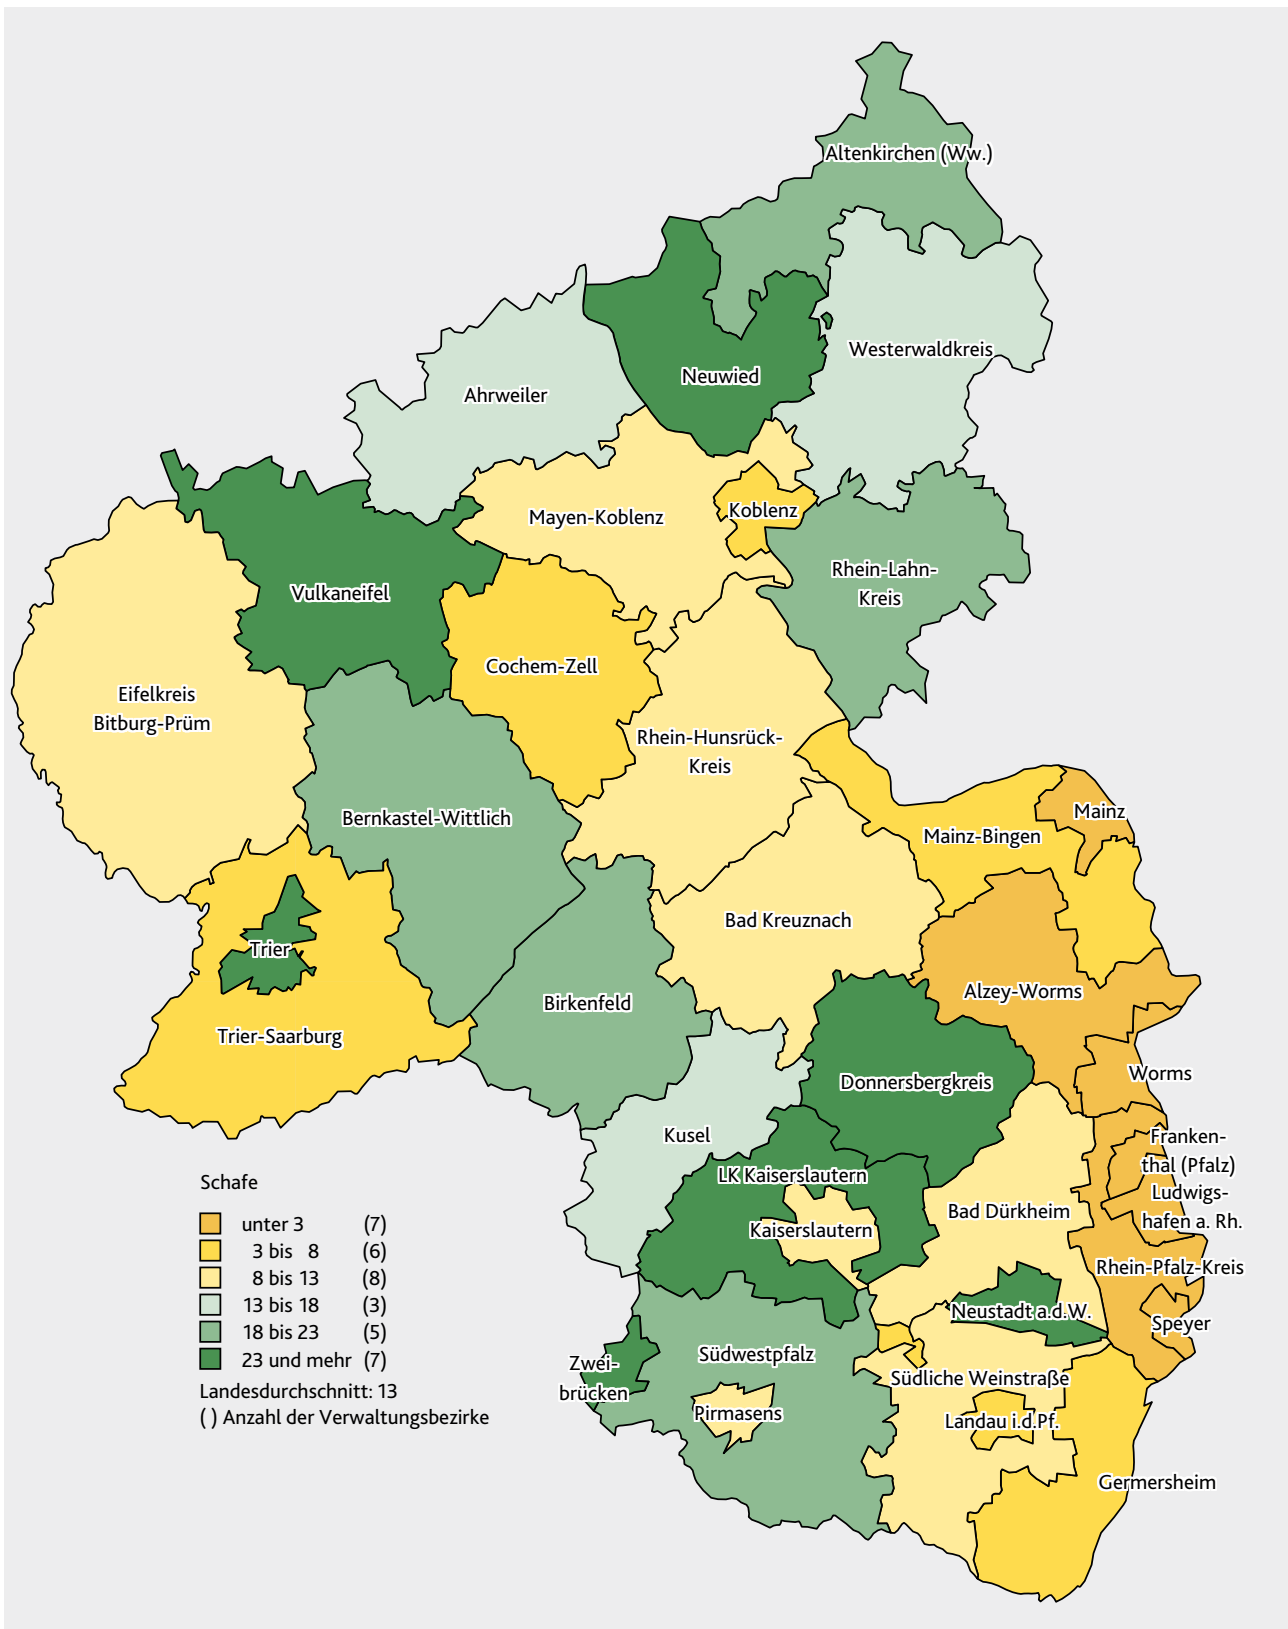 Altenkirchen (Ww.)
Westerwaldkreis
Neuwied
Ahrweiler
Mayen-Koblenz
Koblenz
Rhein-Lahn-
Kreis
Vulkaneifel
Cochem-Zell
Eifelkreis
Bitburg-Prüm
Rhein-Hunsrück-
Kreis
Bernkastel-Wittlich
Mainz
Mainz-Bingen
Bad Kreuznach
Trier
Alzey-Worms
Birkenfeld
Trier-Saarburg
Worms
Donnersbergkreis
Kusel
Franken-
thal (Pfalz)
LK Kaiserslautern
Ludwigs-
hafen a. Rh.
Bad Dürkheim
Kaiserslautern
Rhein-Pfalz-Kreis
Neustadt a.d.W.
Speyer
Südwestpfalz
Zwei-
brücken
Südliche Weinstraße
Pirmasens
Landau i.d.Pf.
Germersheim
Schafe
unter 3 (7)
3 bis 8 (6)
8 bis 13 (8)
13 bis 18 (3)
18 bis 23 (5)
23 und mehr (7)
Landesdurchschnitt: 13
( ) Anzahl der Verwaltungsbezirke